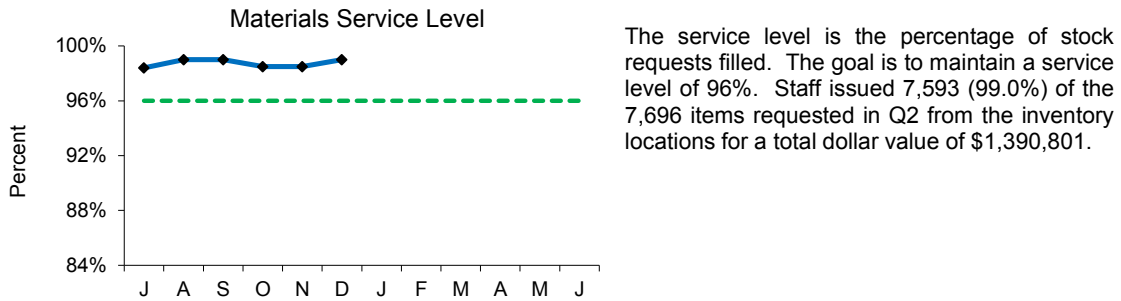 Materials Service Level
100%
96%
92%
88%
84%
Percent
J A S O N D J F M A M J
The service level is the percentage of stock
requests filled. The goal is to maintain a service
level of 96%. Staff issued 7,593 (99.0%) of the
7,696 items requested in Q2 from the inventory
locations for a total dollar value of $1,390,801.